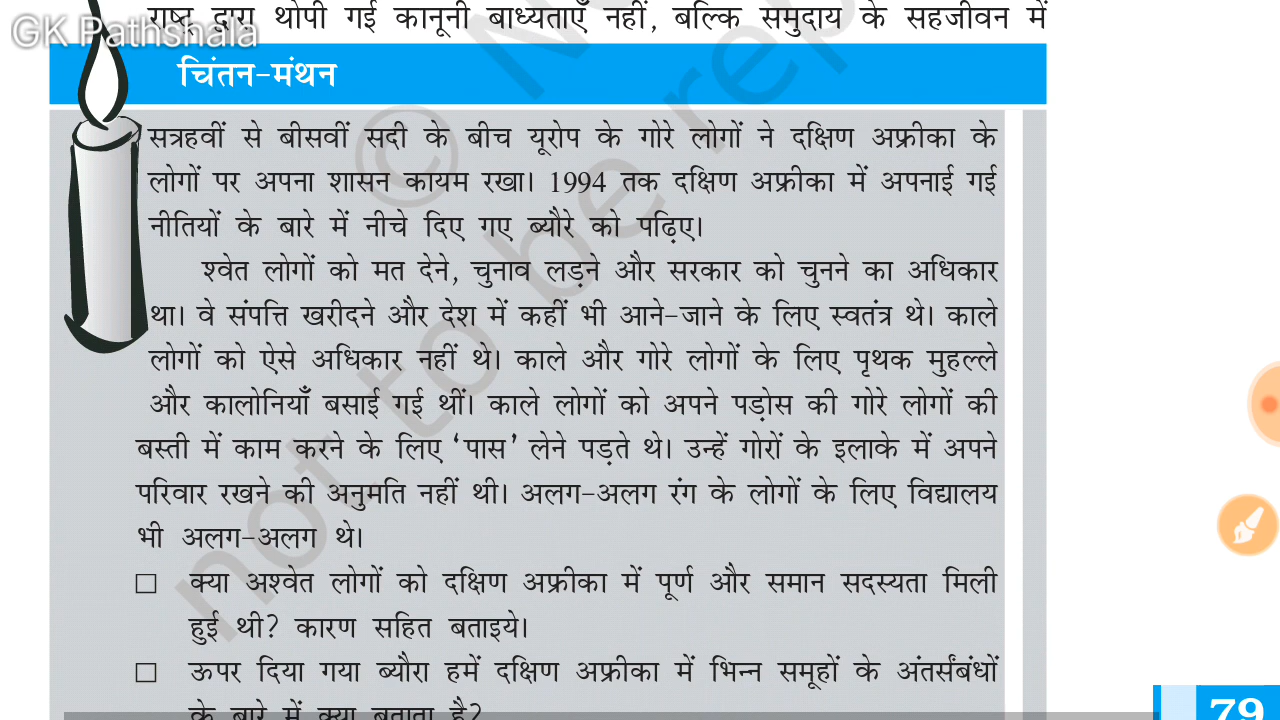 राष्ट्र द्वारा थोपी गई कानूनी बाध्यताएँ नहीं, बल्कि समुदाय के सहजीवन में
GK Pathshala
चिंतन-मंथन
सत्रहवीं से बीसवीं सदी के बीच यूरोप के गोरे लोगों ने दक्षिण अफ्रीका के
लोगों पर अपना शासन कायम रखा। 1994 तक दक्षिण अफ्रीका में अपनाई गई
नीतियों के बारे में नीचे दिए गए ब्यौरे को पढ़िए।
श्वेत लोगों को मत देने, चुनाव लड़ने और सरकार को चुनने का अधिकार
था। वे संपत्ति खरीदने और देश में कहीं भी आने-जाने के लिए स्वतंत्र थे। काले
लोगों को ऐसे अधिकार नहीं थे। काले और गोरे लोगों के लिए पृथक मुहल्ले
और कालोनियाँ बसाई गई थीं। काले लोगों को अपने पड़ोस की गोरे लोगों की
बस्ती में काम करने के लिए ‘पास’ लेने पड़ते थे। उन्हें गोरों के इलाके में अपने
परिवार रखने की अनुमति नहीं थी। अलग-अलग रंग के लोगों के लिए विद्यालय
भी अलग-अलग थे।
□ क्या अश्वेत लोगों को दक्षिण अफ्रीका में पूर्ण और समान सदस्यता मिली
हुई थी? कारण सहित बताइये।
□ ऊपर दिया गया ब्यौरा हमें दक्षिण अफ्रीका में भिन्न समूहों के अंतर्संबंधों
के बारे में क्या बताता है?
79
© not to be rep